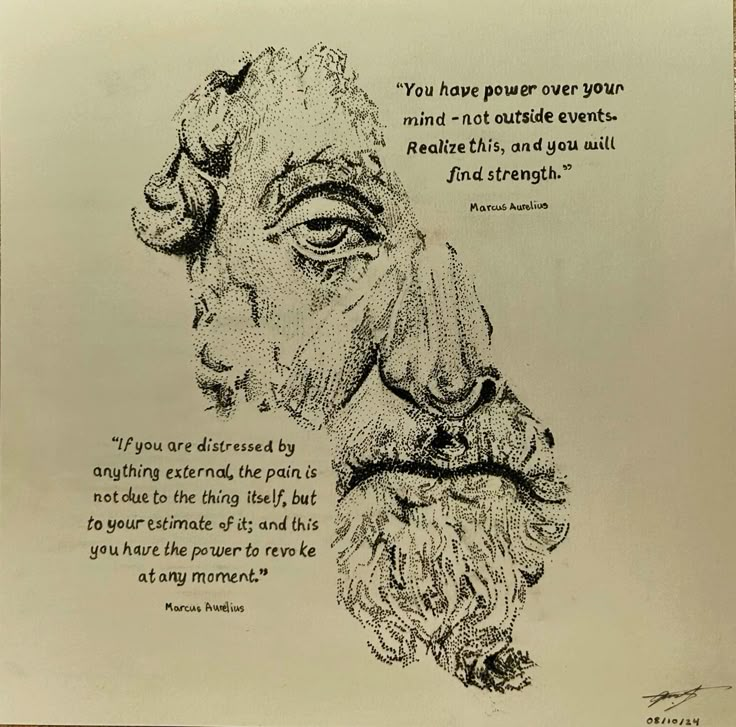 “You have power over your
mind - not outside events.
Realize this, and you will
find strength.”
Marcus Aurelius
“If you are distressed by
anything external, the pain is
not due to the thing itself, but
to your estimate of it; and this
you have the power to revoke
at any moment.”
Marcus Aurelius
08/10/24